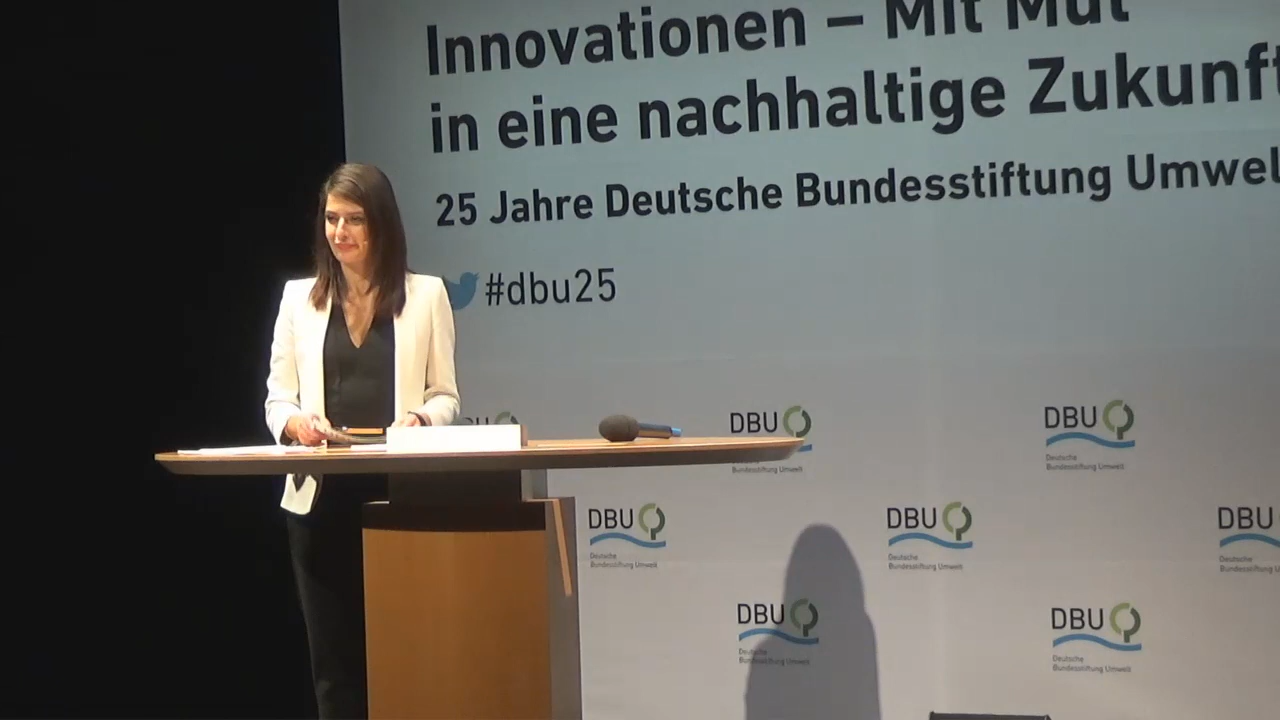 Innovationen – Mit Mut
in eine nachhaltige Zukunft
25 Jahre Deutsche Bundesstiftung Umwel
#dbu25
DBU
DBU
Deutsche
Bundesstiftung Umwelt
DBU
Deutsche
Bundesstiftung Umwelt
DBU
Deutsche
Bundesstiftung Umwelt
DBU
Deutsche
Bundesstiftung Umwelt
DBU
Deutsche
Bundesstiftung U
DBU
Deutsche
Bundesstiftung Umwelt
DBU
Deutsche
Bundesstiftung Umwelt